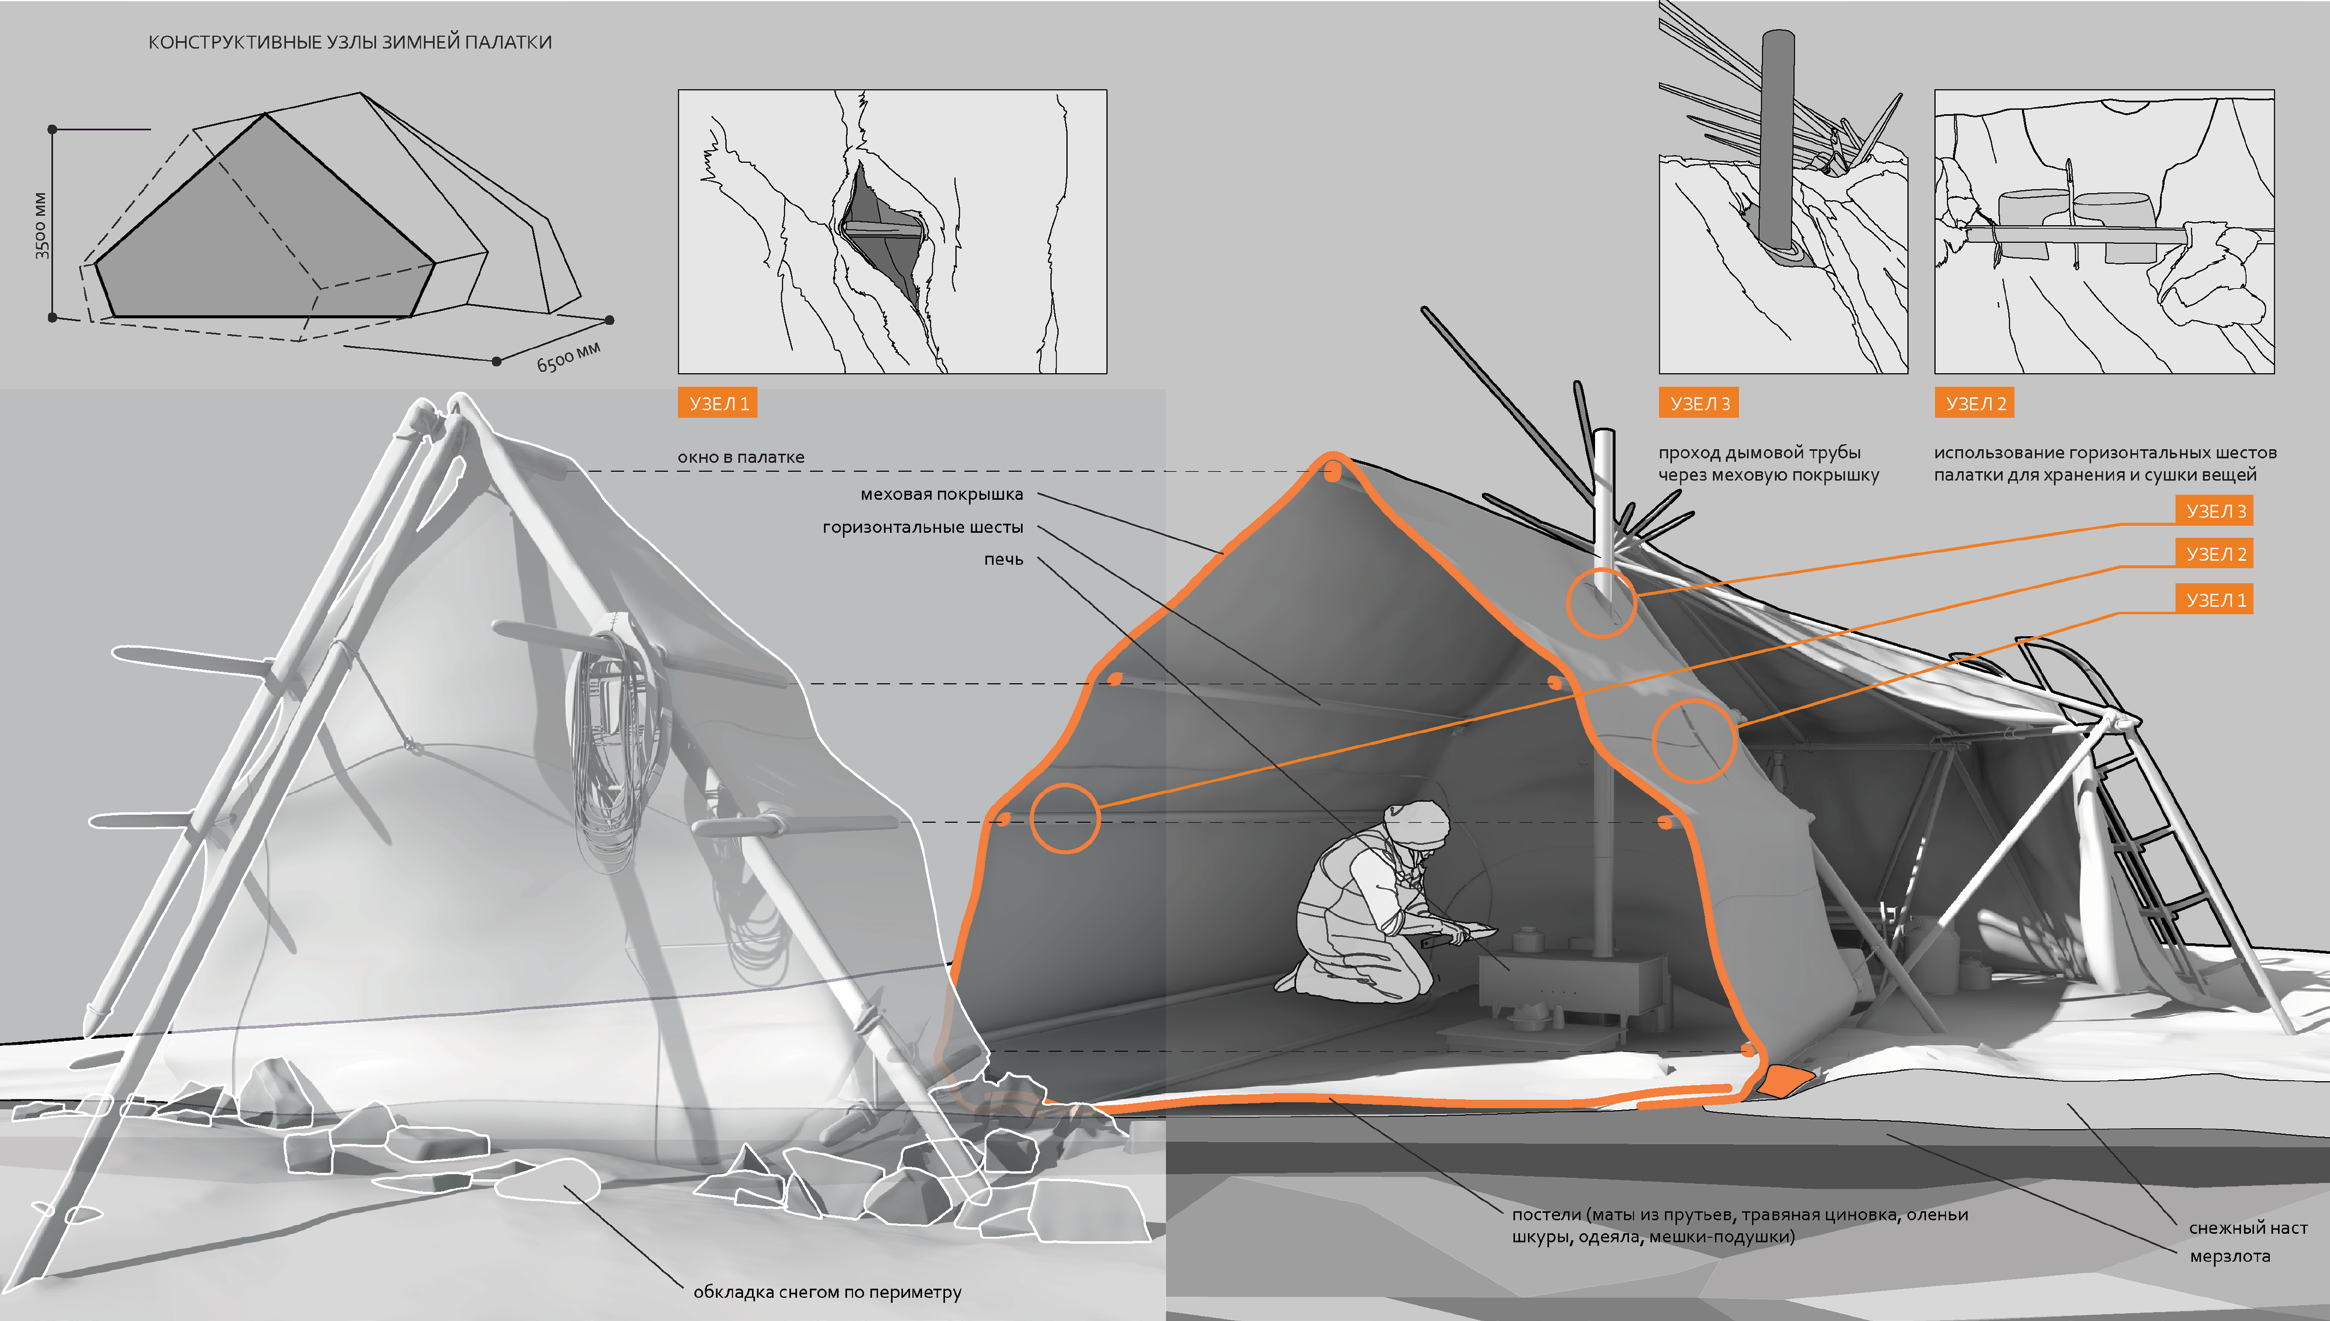 КОНСТРУКТИВНЫЕ УЗЛЫ ЗИМНЕЙ ПАЛАТКИ
3500 мм
6500 мм
УЗЕЛ 1
окно в палатке
УЗЕЛ 3
проход дымовой трубы
через меховую покрышку
УЗЕЛ 2
использование горизонтальных шестов
палатки для хранения и сушки вещей
меховая покрышка
горизонтальные шесты
печь
УЗЕЛ 3
УЗЕЛ 2
УЗЕЛ 1
постели (маты из прутьев, травяная циновка, оленьи
шкуры, одеяла, мешки-подушки)
снежный наст
мерзлота
обкладка снегом по периметру